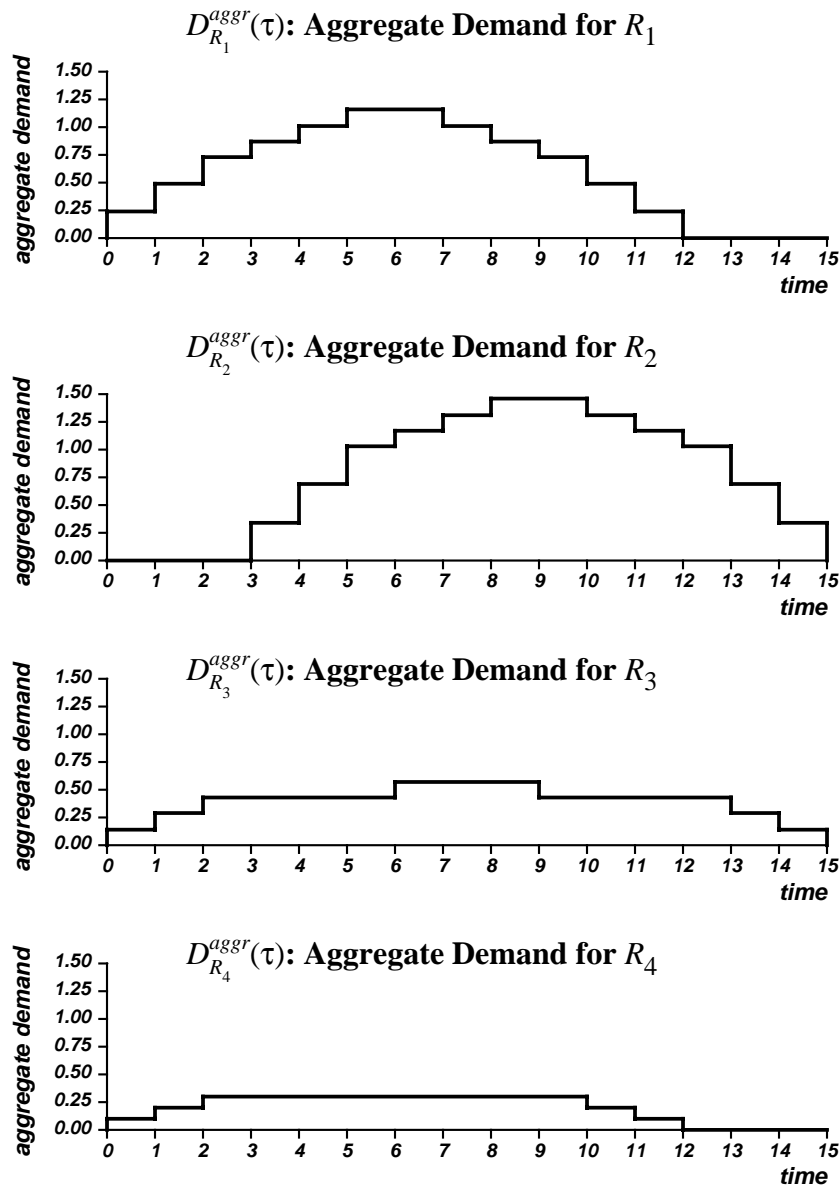 D_{R_1}^{aggr}(τ): Aggregate Demand for R_1
aggregate demand
1.50
1.25
1.00
0.75
0.50
0.25
0.00
0 1 2 3 4 5 6 7 8 9 10 11 12 13 14 15
time
D_{R_2}^{aggr}(τ): Aggregate Demand for R_2
aggregate demand
1.50
1.25
1.00
0.75
0.50
0.25
0.00
0 1 2 3 4 5 6 7 8 9 10 11 12 13 14 15
time
D_{R_3}^{aggr}(τ): Aggregate Demand for R_3
aggregate demand
1.50
1.25
1.00
0.75
0.50
0.25
0.00
0 1 2 3 4 5 6 7 8 9 10 11 12 13 14 15
time
D_{R_4}^{aggr}(τ): Aggregate Demand for R_4
aggregate demand
1.50
1.25
1.00
0.75
0.50
0.25
0.00
0 1 2 3 4 5 6 7 8 9 10 11 12 13 14 15
time